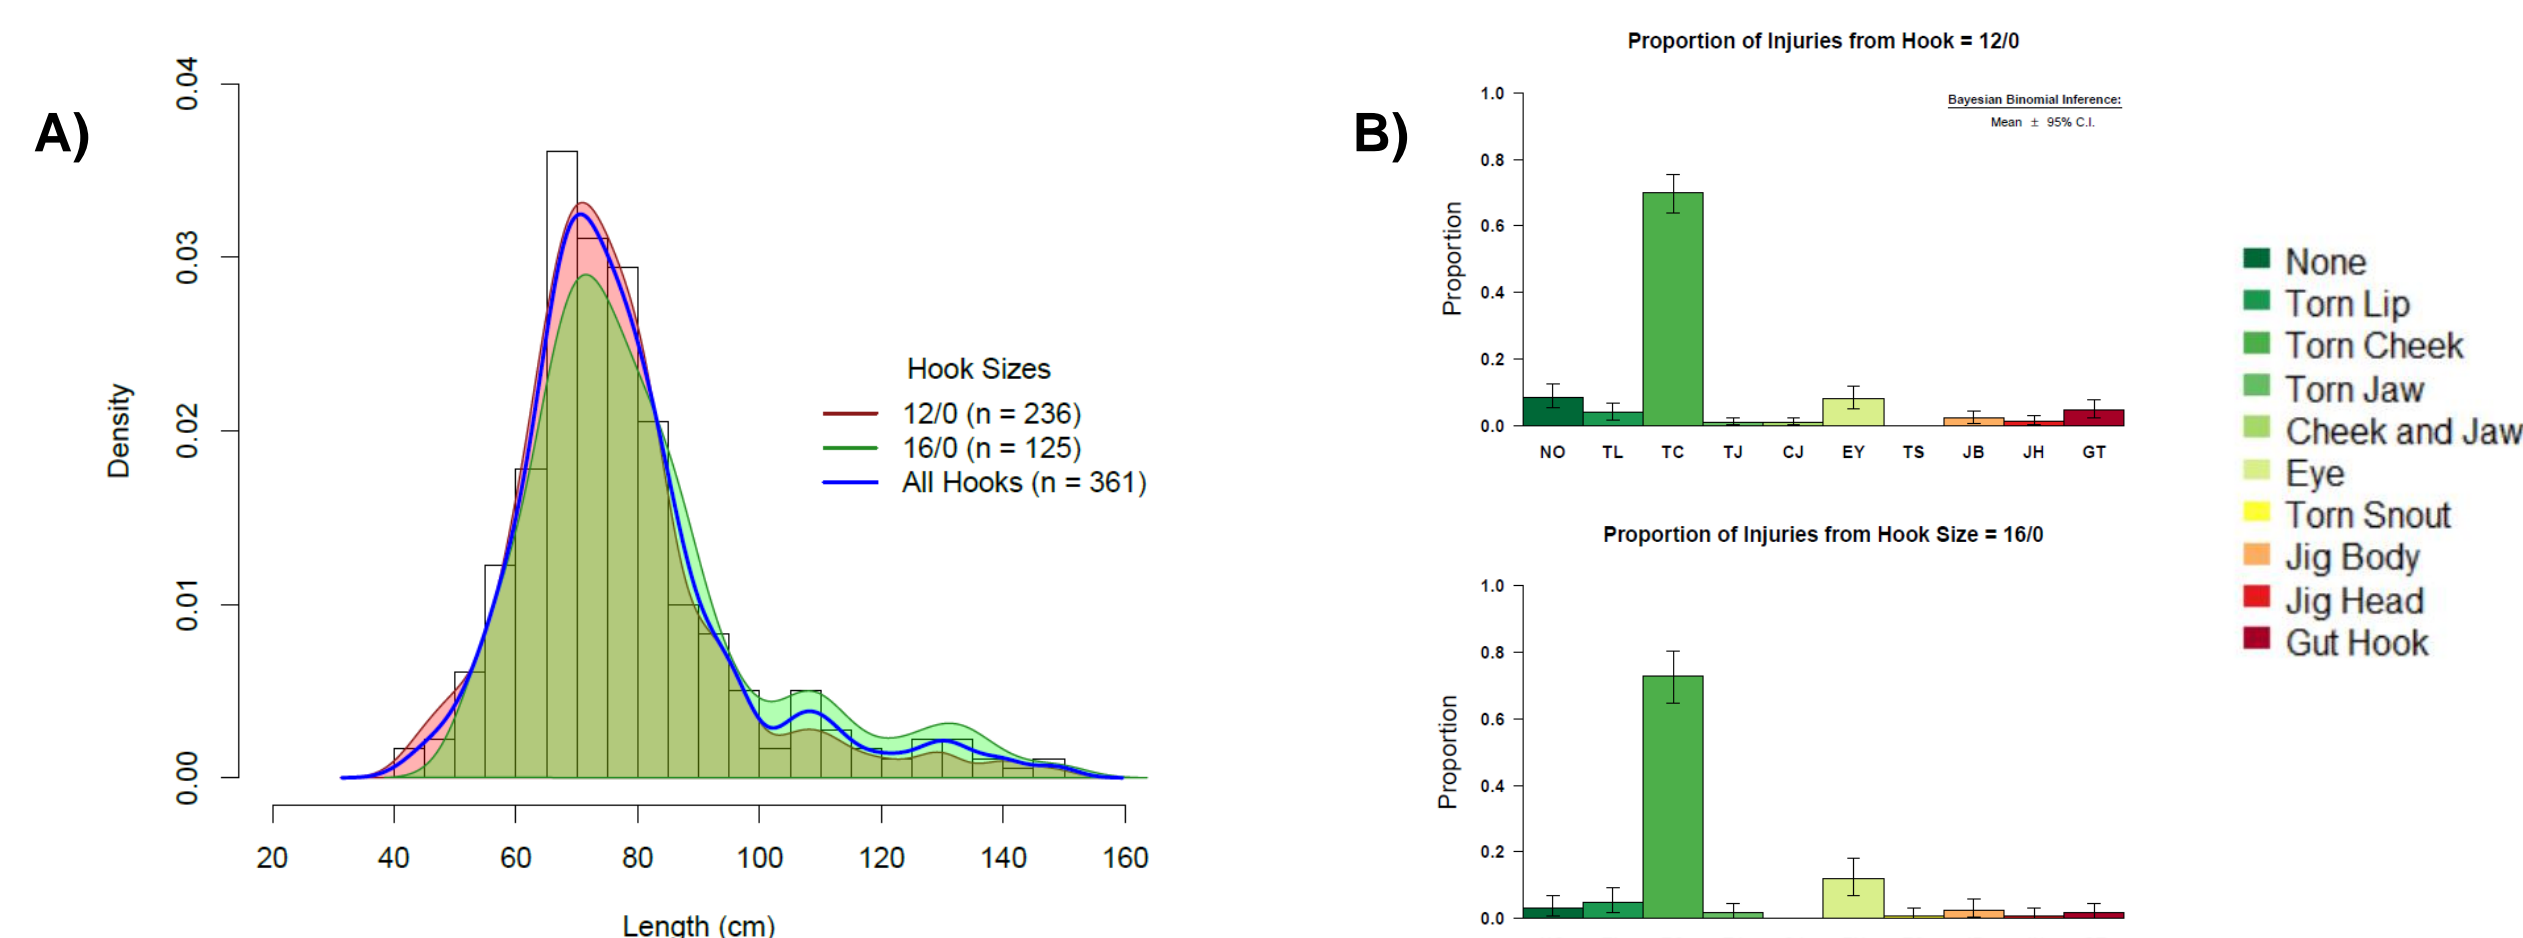 A)
0.04
0.03
0.02
0.01
0.00
Density
Hook Sizes
12/0 (n = 236)
16/0 (n = 125)
All Hooks (n = 361)
20 40 60 80 100 120 140 160
Length (cm)
B)
Proportion of Injuries from Hook = 12/0
Bayesian Binomial Inference:
Mean ± 95% C.I.
1.0
0.8
0.6
0.4
0.2
0.0
Proportion
NO TL TC TJ CJ EY TS JB JH GT
Proportion of Injuries from Hook Size = 16/0
1.0
0.8
0.6
0.4
0.2
0.0
Proportion
None
Torn Lip
Torn Cheek
Torn Jaw
Cheek and Jaw
Eye
Torn Snout
Jig Body
Jig Head
Gut Hook